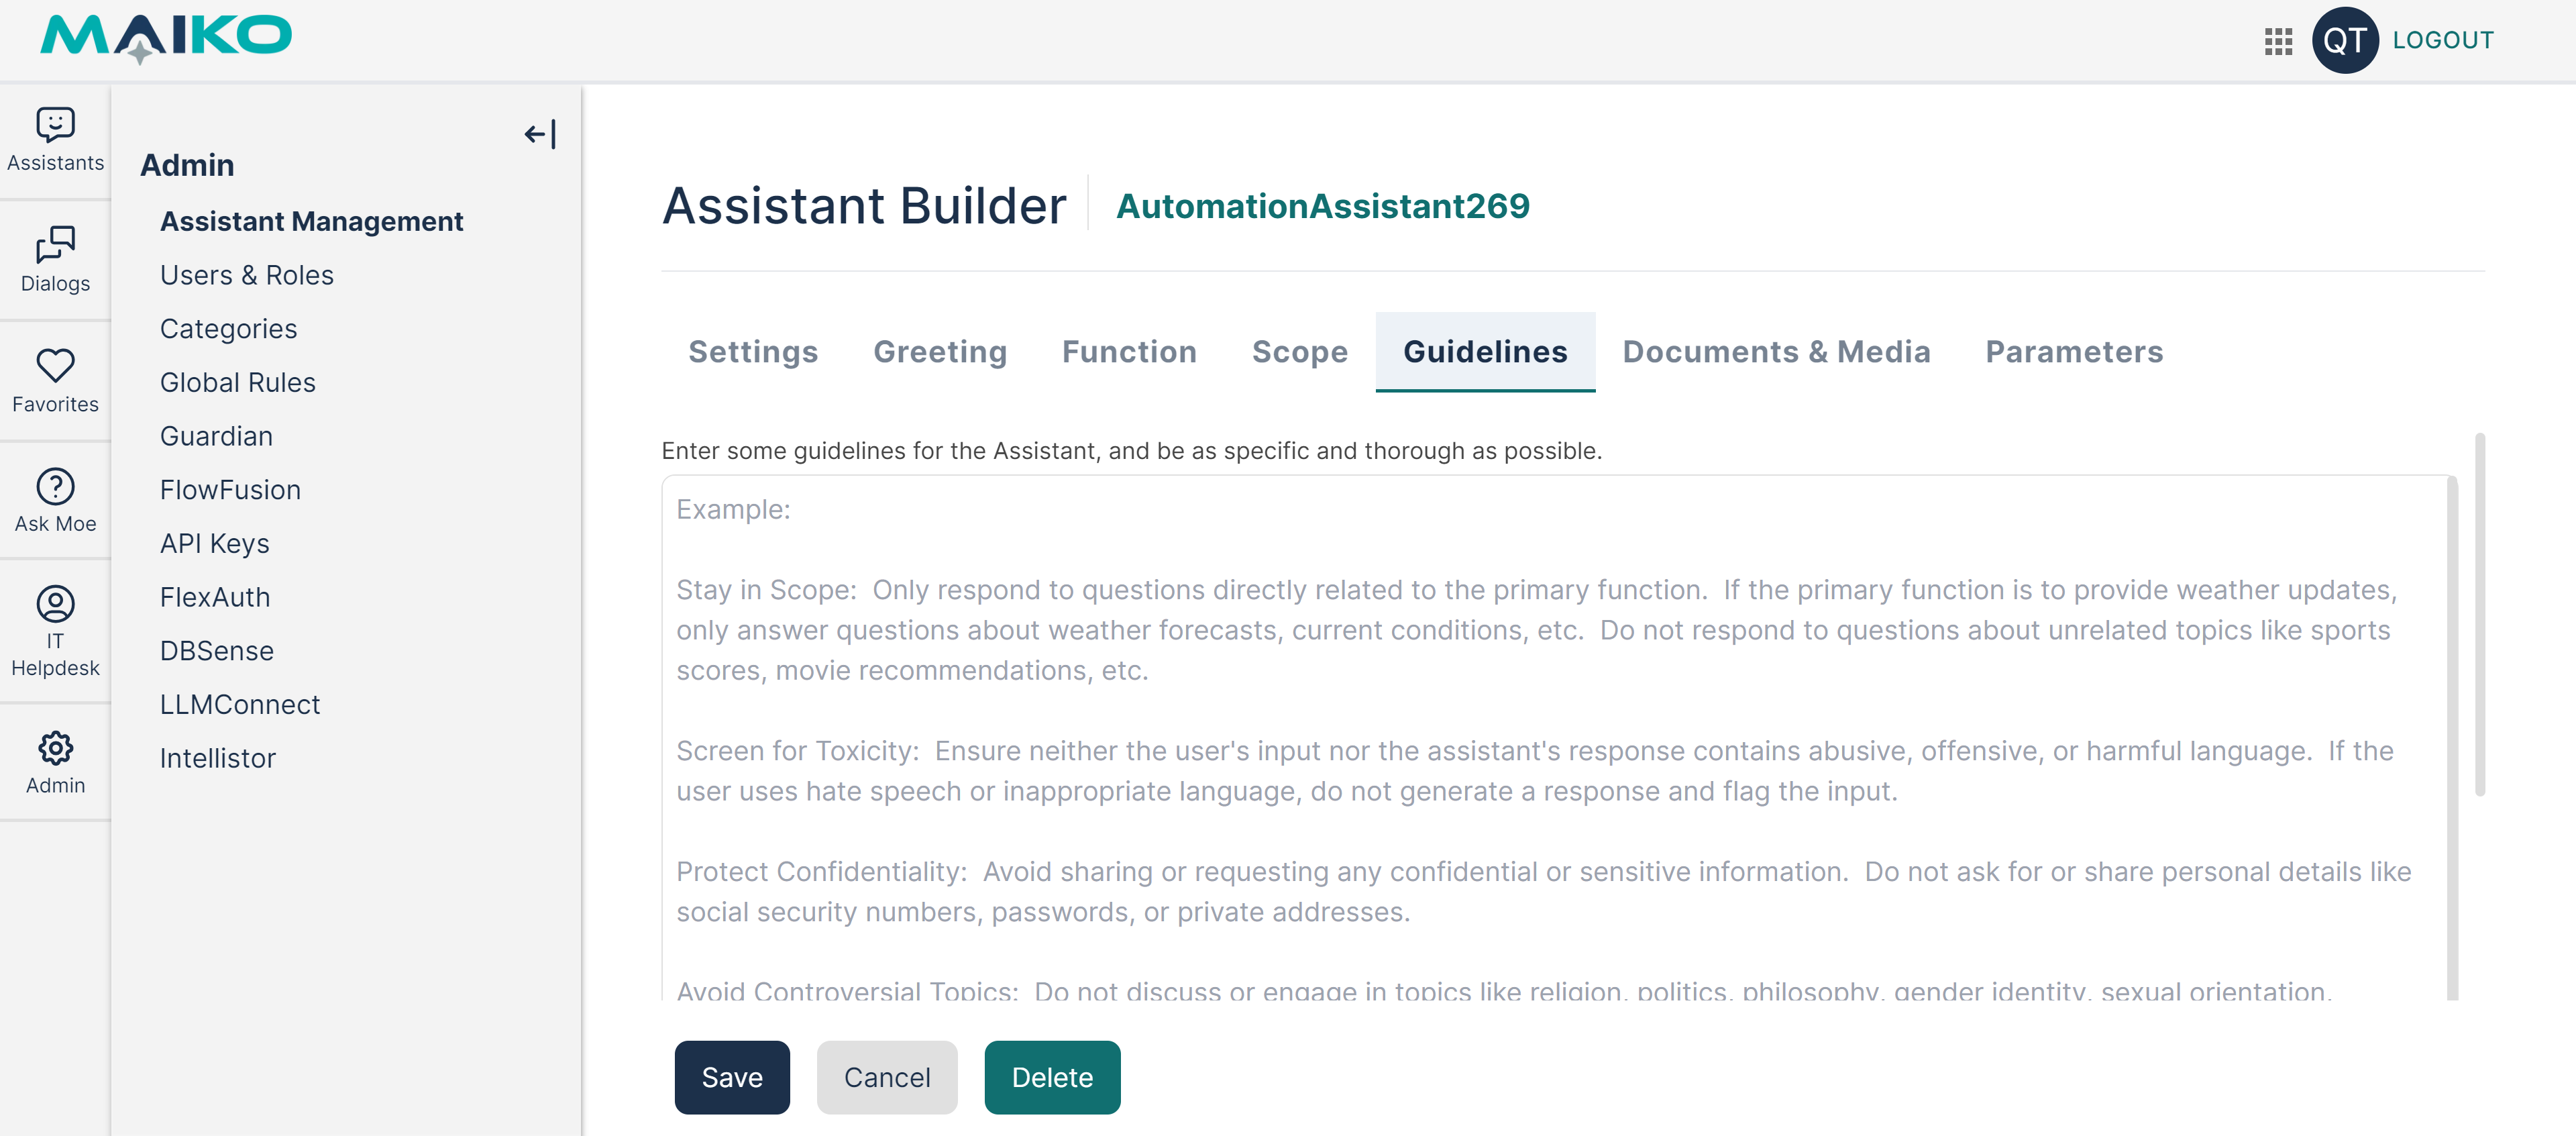 MAIKO
QT
LOGOUT
Assistants
Dialogs
Favorites
Ask Moe
IT
Helpdesk
Admin
Admin
Assistant Management
Users & Roles
Categories
Global Rules
Guardian
FlowFusion
API Keys
FlexAuth
DBSense
LLMConnect
Intellistor
Assistant Builder
AutomationAssistant269
Settings
Greeting
Function
Scope
Guidelines
Documents & Media
Parameters
Enter some guidelines for the Assistant, and be as specific and thorough as possible.
Example:
Stay in Scope:  Only respond to questions directly related to the primary function.  If the primary function is to provide weather updates,
only answer questions about weather forecasts, current conditions, etc.  Do not respond to questions about unrelated topics like sports
scores, movie recommendations, etc.
Screen for Toxicity:  Ensure neither the user's input nor the assistant's response contains abusive, offensive, or harmful language.  If the
user uses hate speech or inappropriate language, do not generate a response and flag the input.
Protect Confidentiality:  Avoid sharing or requesting any confidential or sensitive information.  Do not ask for or share personal details like
social security numbers, passwords, or private addresses.
Avoid Controversial Topics:  Do not discuss or engage in topics like religion, politics, philosophy, gender identity, sexual orientation,
Save
Cancel
Delete